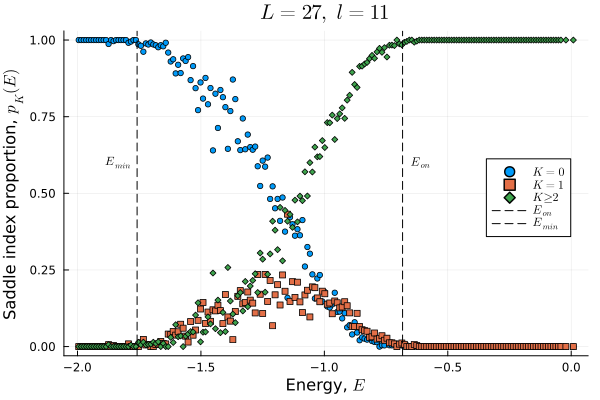 L = 27, l = 11
Saddle index proportion, p_K(E)
1.00
0.75
0.50
0.25
0.00
E_min
E_on
K = 0
K = 1
K≥2
E_on
E_min
−2.0
−1.5
−1.0
−0.5
0.0
Energy, E